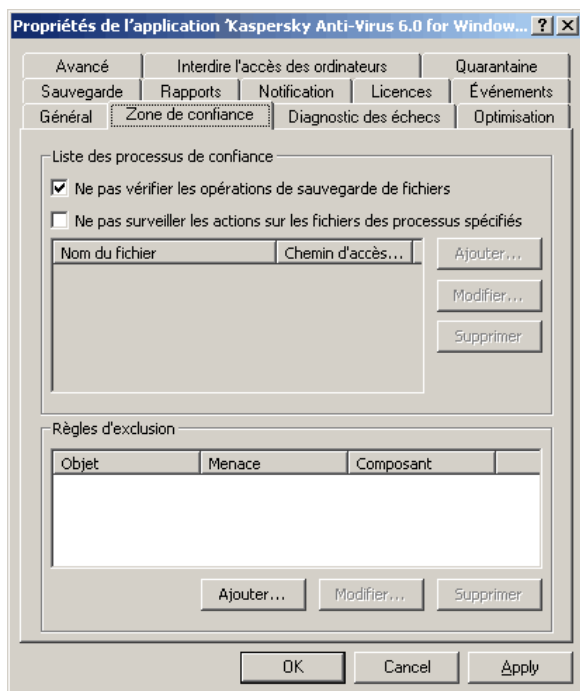 Propriétés de l'application 'Kaspersky Anti-Virus 6.0 for Window...
Avancé Interdire l'accès des ordinateurs Quarantaine
Sauvegarde Rapports Notification Licences Événements
Général Zone de confiance Diagnostic des échecs Optimisation
Liste des processus de confiance
Ne pas vérifier les opérations de sauvegarde de fichiers
Ne pas surveiller les actions sur les fichiers des processus spécifiés
Nom du fichier Chemin d'accès... Ajouter...
Modifier...
Supprimer
Règles d'exclusion
Objet Menace Composant
Ajouter... Modifier... Supprimer
OK Cancel Apply